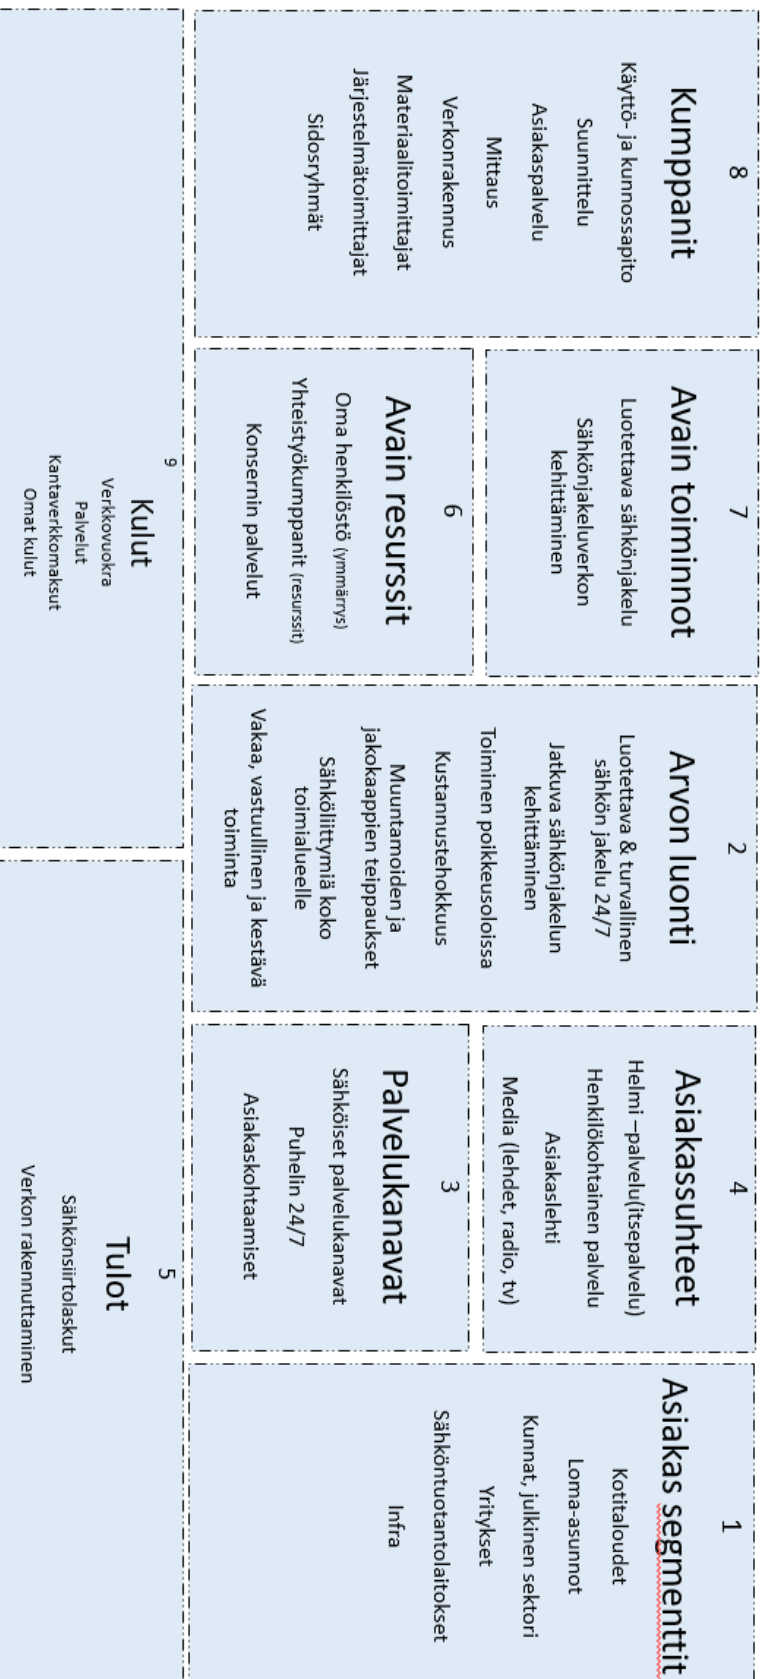 8
Kumppanit
Käyttö- ja kunnossapito
Suunnittelu
Asiakaspalvelu
Mittaus
Verkonrakennus
Materiaalitoimittajat
Järjestelmätoimittajat
Sidosryhmät
7
Avain toiminnot
Luotettava sähkönjakelu
Sähkönjakeluverkon
kehittäminen
6
Avain resurssit
Oma henkilöstö (ymmärrys)
Yhteistyökumppanit (resurssit)
Konsernin palvelut
2
Arvon luonti
Luotettava & turvallinen
sähkön jakelu 24/7
Jatkuva sähkönjakelun
kehittäminen
Toiminen poikkeusoloissa
Kustannustehokkuus
Muuntamoiden ja
jakokaappien teippaukset
Sähköliittymiä koko
toimialueelle
Vakaa, vastuullinen ja kestävä
toiminta
4
Asiakassuhteet
Helmi –palvelu(itsepalvelu)
Henkilökohtainen palvelu
Asiakaslehti
Media (lehdet, radio, tv)
3
Palvelukanavat
Sähköiset palvelukanavat
Puhelin 24/7
Asiakaskohtaamiset
1
Asiakas segmenttit
Kotitaloudet
Loma-asunnot
Kunnat, julkinen sektori
Yritykset
Sähköntuotantolaitokset
Infra
9
Kulut
Verkkovuokra
Palvelut
Kantaverkkomaksut
Omat kulut
5
Tulot
Sähkönsiirtolaskut
Verkon rakennuttaminen